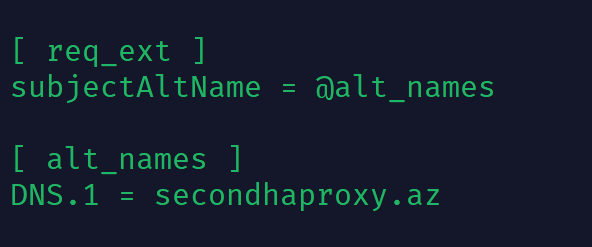 [ req_ext ]
subjectAltName = @alt_names
[ alt_names ]
DNS.1 = secondhaproxy.az